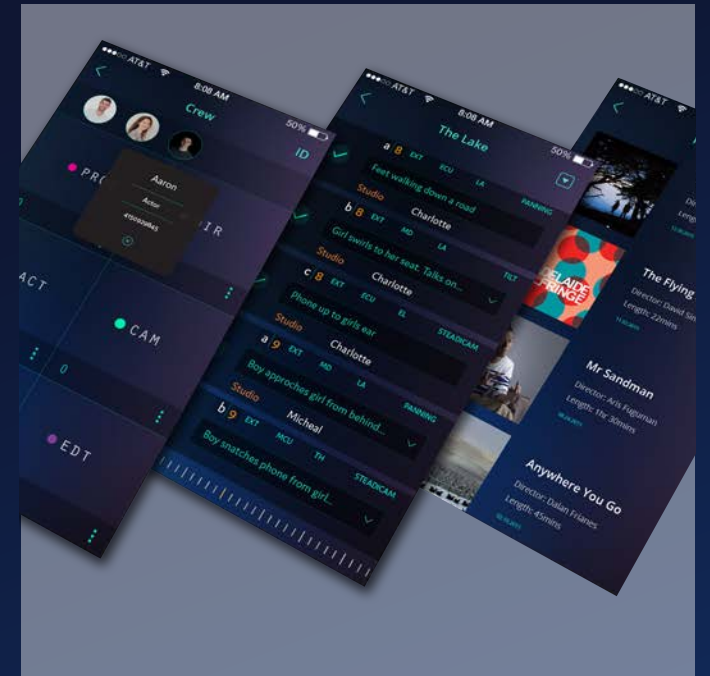 AT&T
8:08 AM
50%
Crew
ID
Aaron
Actor
PRO
DIR
ACT
CAM
0
EDT
AT&T
8:08 AM
50%
The Lake
a 8 EXT ECU LA PANNING
Feet walking down a road
Studio Charlotte
b 8 EXT MD LA TILT
Girl swirls to her seat. Talks on...
Studio Charlotte
c 8 EXT ECU EL STEADICAM
Phone up to girls ear
Studio Charlotte
a 9 EXT MD LA PANNING
Boy approches girl from behind...
Studio Micheal
b 9 EXT MCU TH STEADICAM
Boy snatches phone from girl...
AT&T
ADELAIDE
FRINGE
The Flying
Director: David Sin
Length: 22mins
Mr Sandman
Director: Aris Fuguman
Length: 1hr 30mins
Anywhere You Go
Director: Dalan Frianes
Length: 45mins